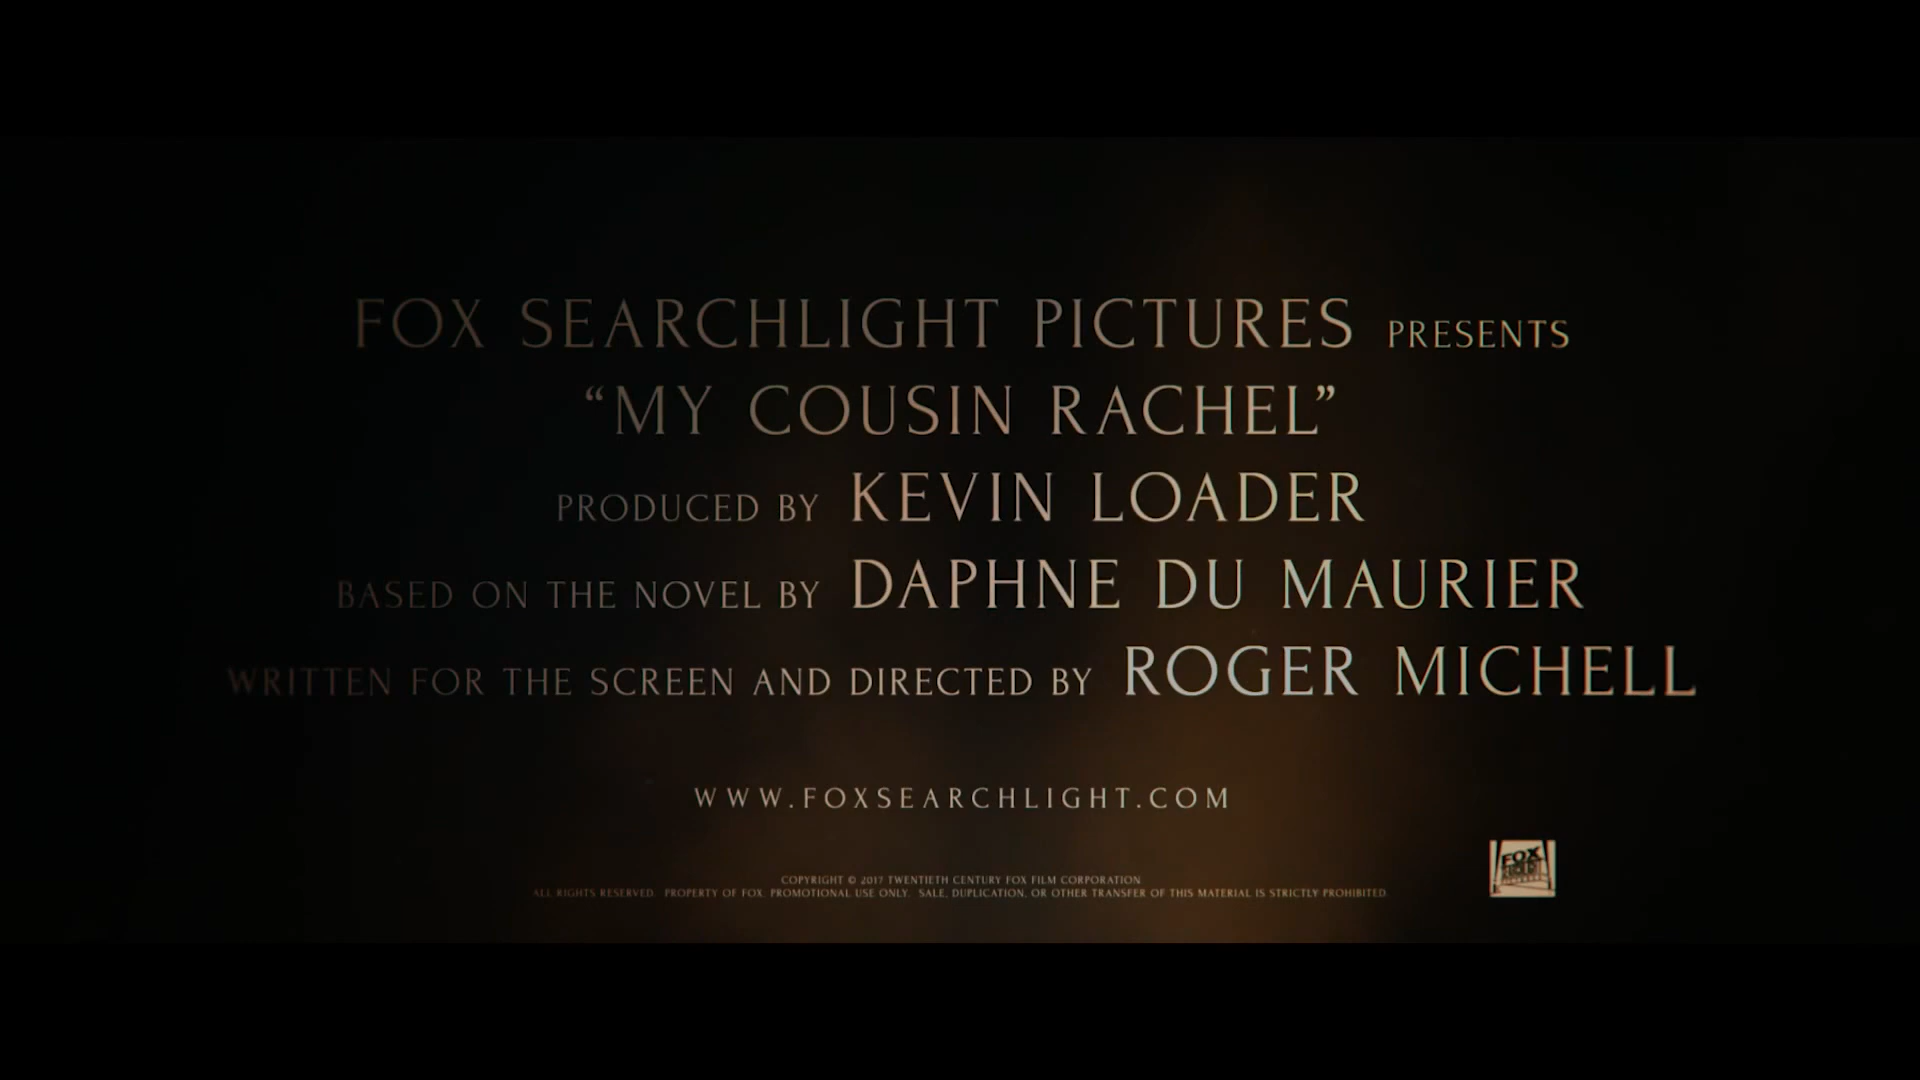 FOX SEARCHLIGHT PICTURES PRESENTS
“MY COUSIN RACHEL”
PRODUCED BY KEVIN LOADER
BASED ON THE NOVEL BY DAPHNE DU MAURIER
WRITTEN FOR THE SCREEN AND DIRECTED BY ROGER MICHELL
WWW.FOXSEARCHLIGHT.COM
COPYRIGHT © 2017 TWENTIETH CENTURY FOX FILM CORPORATION
ALL RIGHTS RESERVED. PROPERTY OF FOX. PROMOTIONAL USE ONLY. SALE, DUPLICATION, OR OTHER TRANSFER OF THIS MATERIAL IS STRICTLY PROHIBITED.
FOX